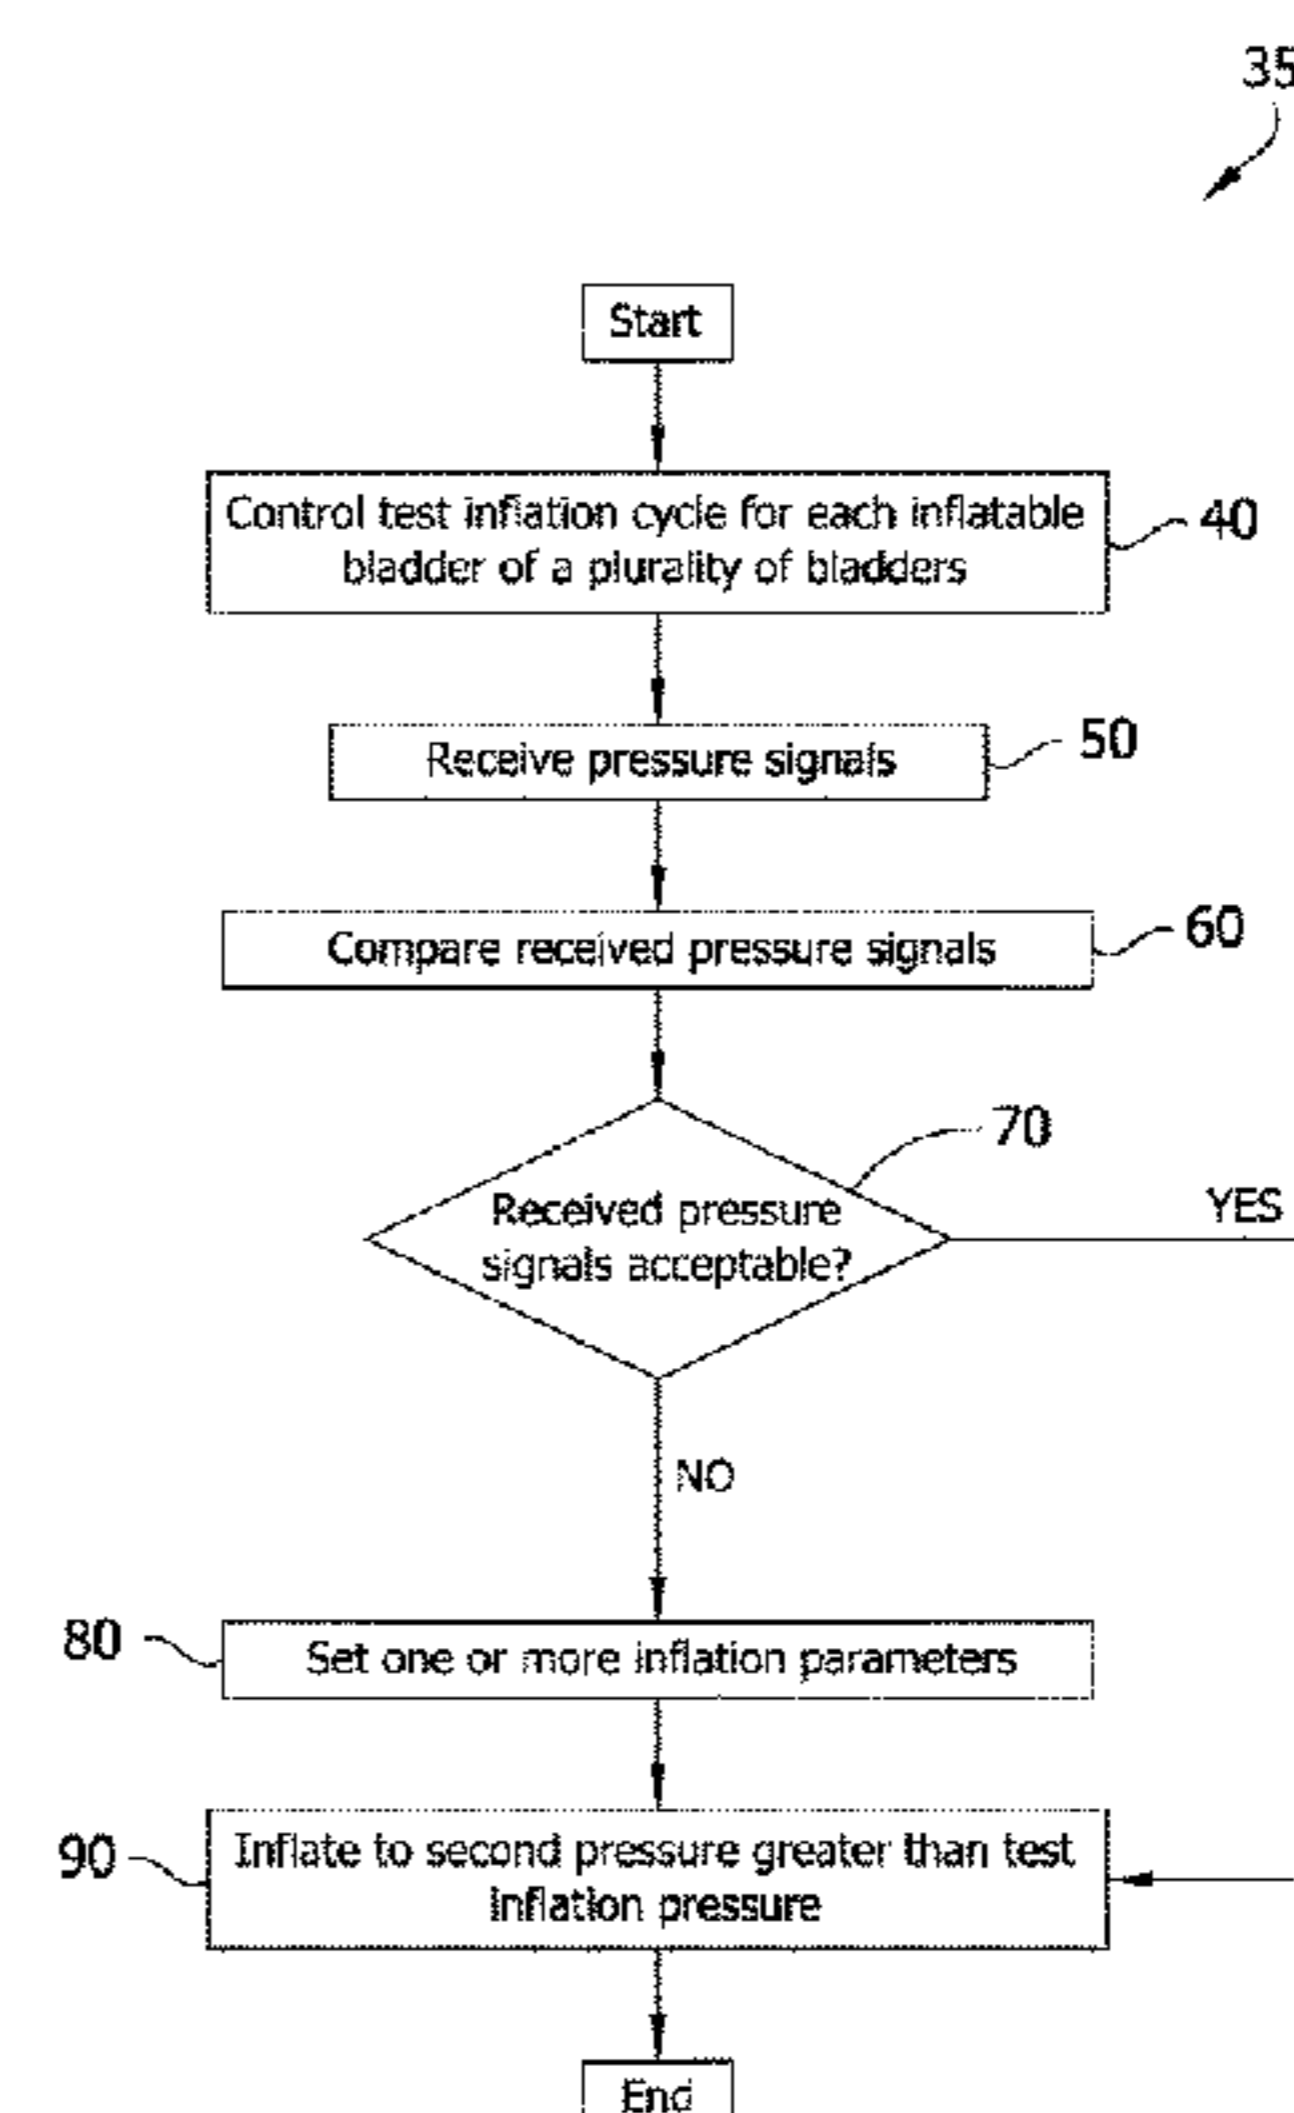 35
Start
Control test inflation cycle for each inflatable
bladder of a plurality of bladders
40
Receive pressure signals
50
Compare received pressure signals
60
70
Received pressure
signals acceptable?
YES
NO
80
Set one or more inflation parameters
90
Inflate to second pressure greater than test
inflation pressure
End